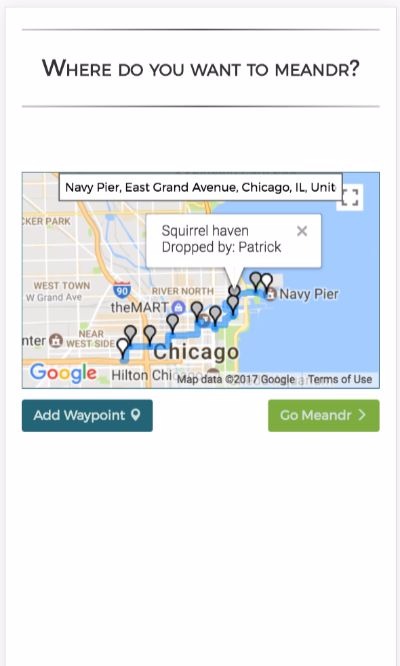 WHERE DO YOU WANT TO MEANDR?
Navy Pier, East Grand Avenue, Chicago, IL, Unit
KER PARK
Squirrel haven
Dropped by: Patrick
WEST TOWN
W Grand Ave
90
RIVER NORTH
theMART
Navy Pier
NEAR
WEST SIDE
nter
Chicago
Google
Hilton Chi
Map data ©2017 Google
Terms of Use
Add Waypoint
Go Meandr